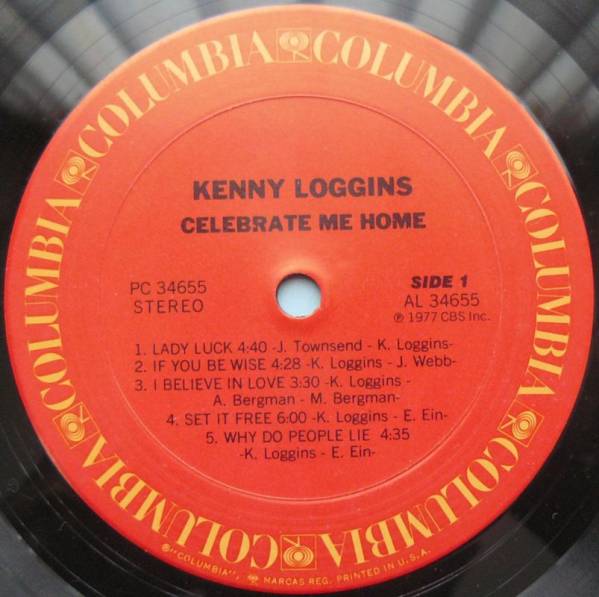 COLUMBIA COLUMBIA COLUMBIA COLUMBIA COLUMBIA COLUMBIA COLUMBIA
KENNY LOGGINS
CELEBRATE ME HOME
PC 34655
STEREO
SIDE 1
AL 34655
℗ 1977 CBS Inc.
1. LADY LUCK 4:40 -J. Townsend - K. Loggins-
2. IF YOU BE WISE 4:28 -K. Loggins - J. Webb-
3. I BELIEVE IN LOVE 3:30 -K. Loggins -
A. Bergman - M. Bergman-
4. SET IT FREE 6:00 -K. Loggins - E. Ein-
5. WHY DO PEOPLE LIE 4:35
-K. Loggins - E. Ein-
® "COLUMBIA", MARCAS REG. PRINTED IN U.S.A.